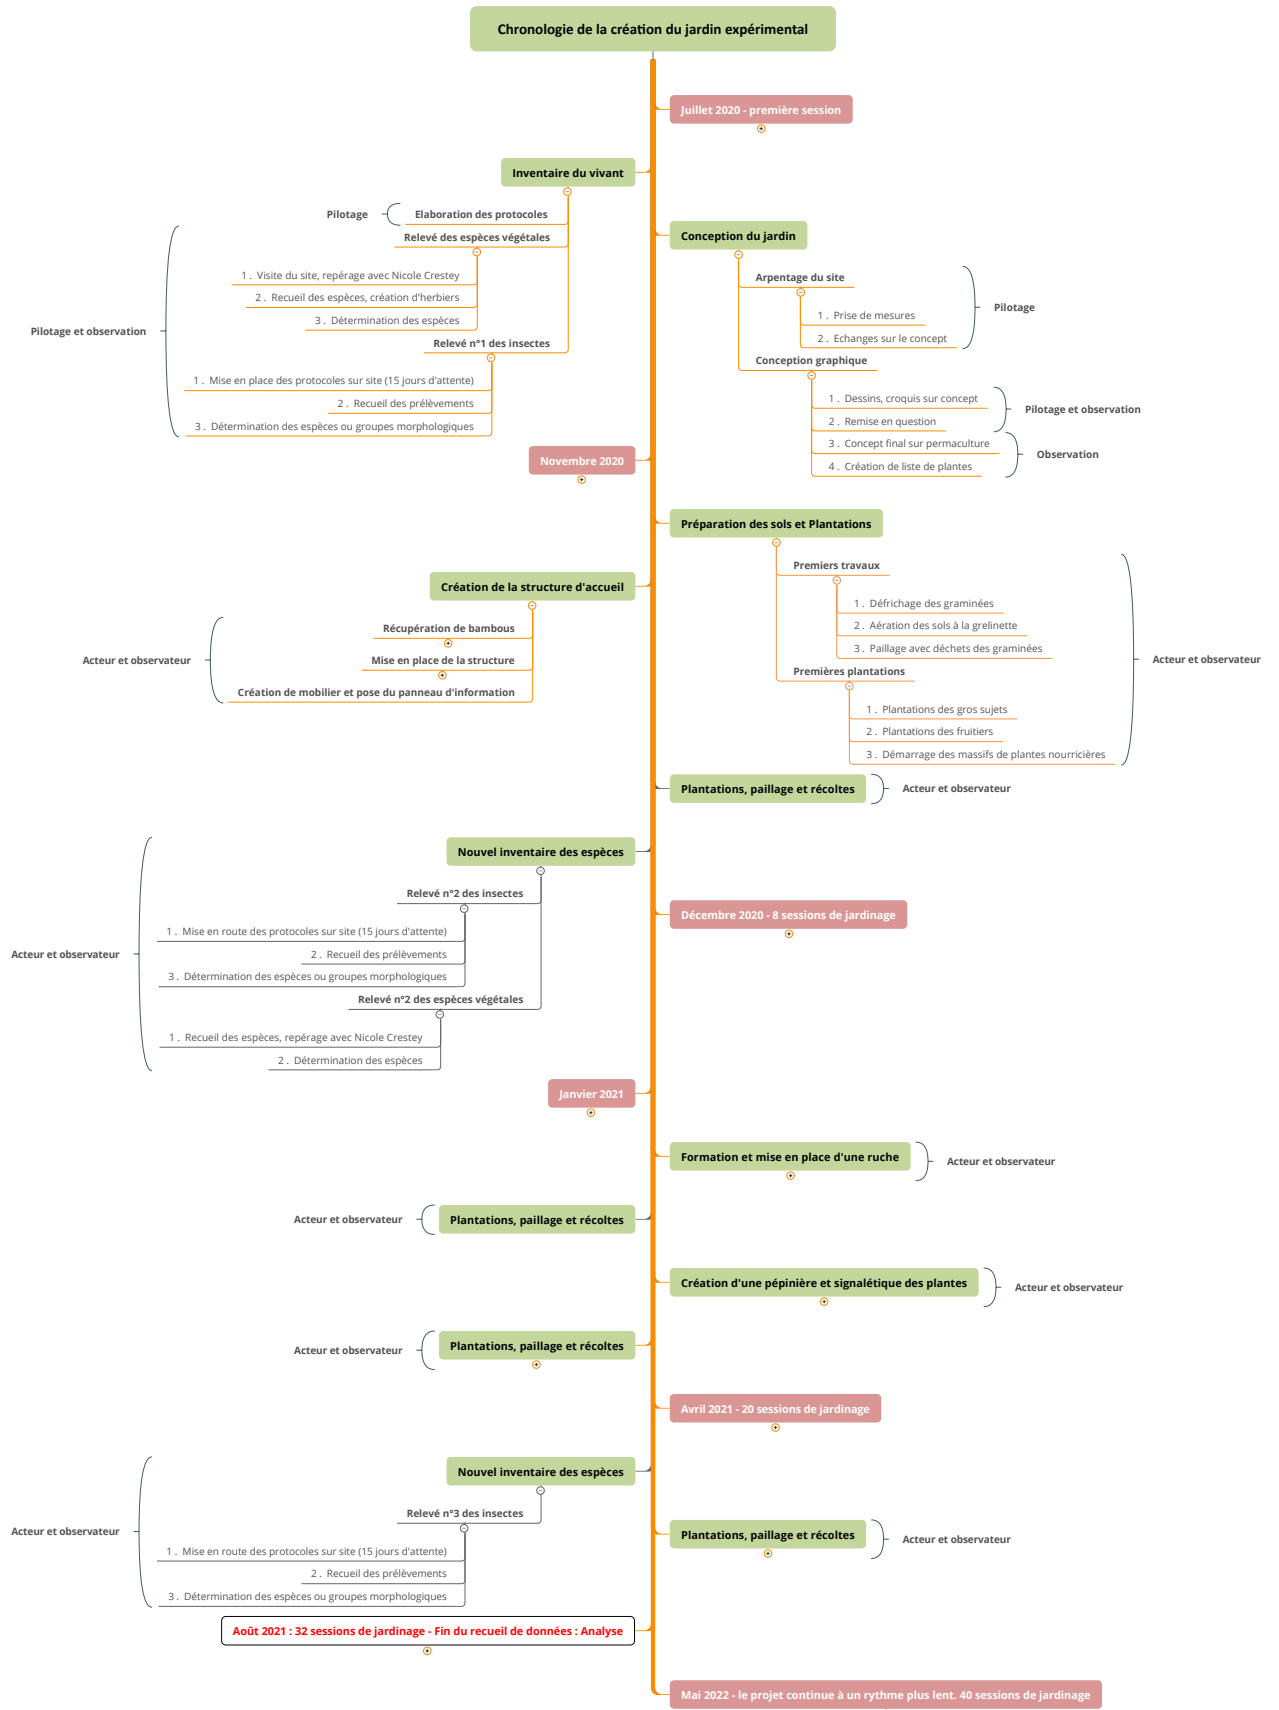 Chronologie de la création du jardin expérimental
Juillet 2020 - première session
Inventaire du vivant
Elaboration des protocoles
Pilotage
Relevé des espèces végétales
1 . Visite du site, repérage avec Nicole Crestey
2 . Recueil des espèces, création d'herbiers
3 . Détermination des espèces
Relevé n°1 des insectes
1 . Mise en place des protocoles sur site (15 jours d'attente)
2 . Recueil des prélèvements
3 . Détermination des espèces ou groupes morphologiques
Pilotage et observation
Conception du jardin
Arpentage du site
1 . Prise de mesures
2 . Echanges sur le concept
Pilotage
Conception graphique
1 . Dessins, croquis sur concept
2 . Remise en question
Pilotage et observation
3 . Concept final sur permaculture
4 . Création de liste de plantes
Observation
Novembre 2020
Préparation des sols et Plantations
Premiers travaux
1 . Défrichage des graminées
2 . Aération des sols à la grelinette
3 . Paillage avec déchets des graminées
Premières plantations
1 . Plantations des gros sujets
2 . Plantations des fruitiers
3 . Démarrage des massifs de plantes nourricières
Acteur et observateur
Création de la structure d'accueil
Récupération de bambous
Mise en place de la structure
Création de mobilier et pose du panneau d'information
Acteur et observateur
Plantations, paillage et récoltes
Acteur et observateur
Nouvel inventaire des espèces
Relevé n°2 des insectes
1 . Mise en route des protocoles sur site (15 jours d'attente)
2 . Recueil des prélèvements
3 . Détermination des espèces ou groupes morphologiques
Relevé n°2 des espèces végétales
1 . Recueil des espèces, repérage avec Nicole Crestey
2 . Détermination des espèces
Acteur et observateur
Décembre 2020 - 8 sessions de jardinage
Janvier 2021
Formation et mise en place d'une ruche
Acteur et observateur
Plantations, paillage et récoltes
Acteur et observateur
Création d'une pépinière et signalétique des plantes
Acteur et observateur
Plantations, paillage et récoltes
Acteur et observateur
Avril 2021 - 20 sessions de jardinage
Nouvel inventaire des espèces
Relevé n°3 des insectes
1 . Mise en route des protocoles sur site (15 jours d'attente)
2 . Recueil des prélèvements
3 . Détermination des espèces ou groupes morphologiques
Acteur et observateur
Plantations, paillage et récoltes
Acteur et observateur
Août 2021 : 32 sessions de jardinage - Fin du recueil de données : Analyse
Mai 2022 - le projet continue à un rythme plus lent. 40 sessions de jardinage